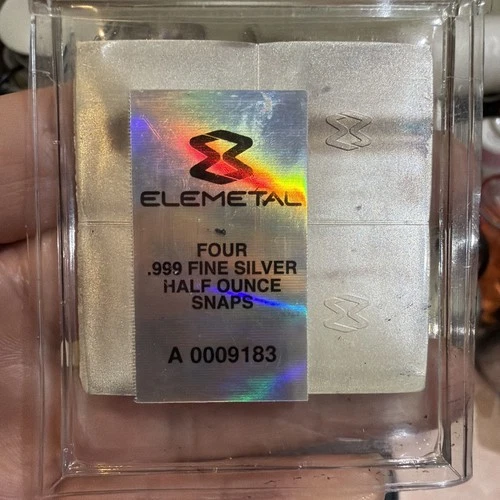 ELEMETAL
FOUR
.999 FINE SILVER
HALF OUNCE
SNAPS
A 0009183